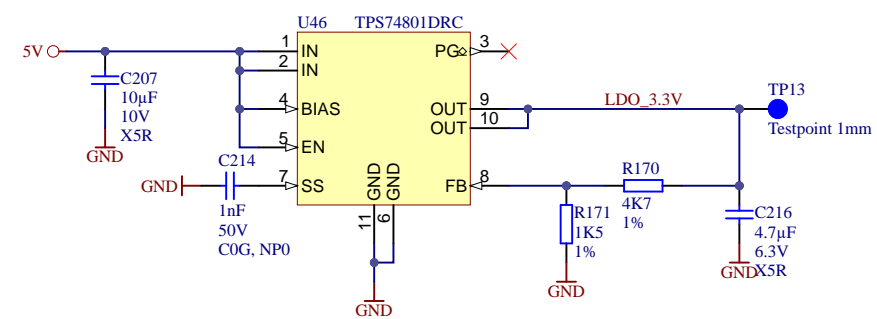 U46 TPS74801DRC
5V
1 IN
2 IN
4 BIAS
5 EN
7 SS
PG 3
OUT 9
OUT 10
FB 8
GND
GND
11
6
C207
10µF
10V
X5R
GND
C214
GND
1nF
50V
C0G, NP0
GND
LDO_3.3V
TP13
Testpoint 1mm
R170
4K7
1%
R171
1K5
1%
GND
C216
4.7µF
6.3V
X5R
GND